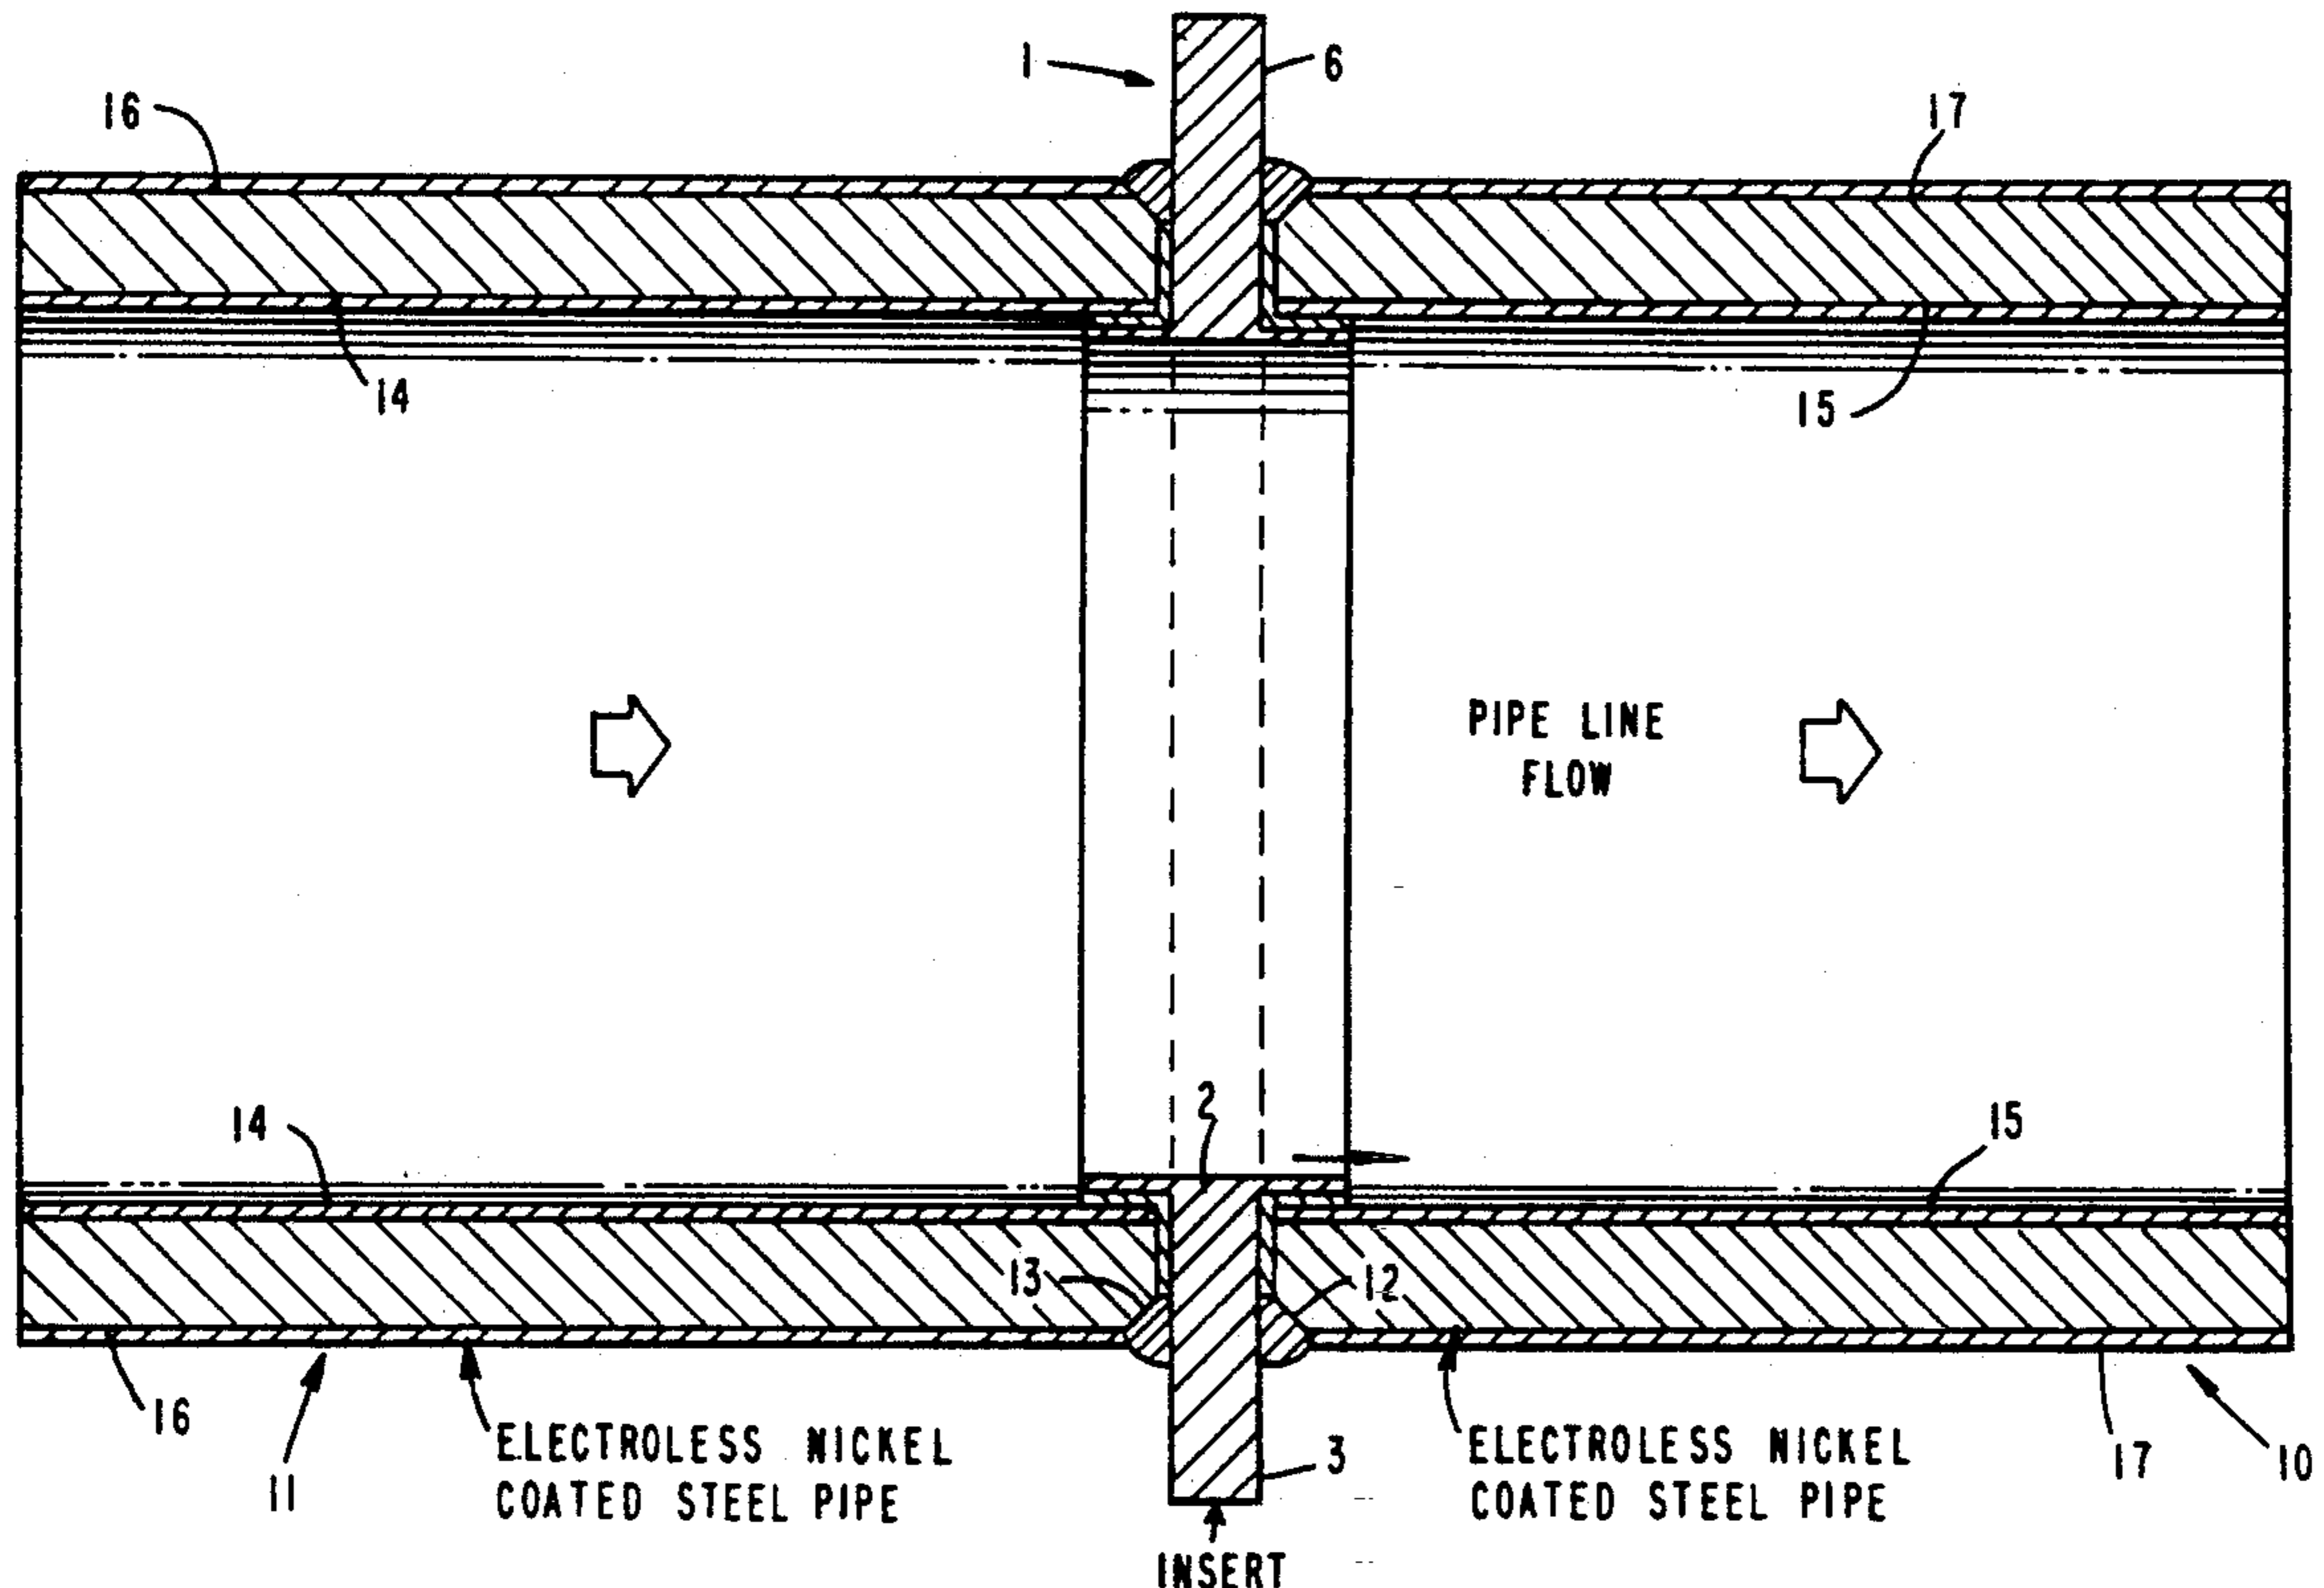 1
6
16
17
14
15
PIPE LINE
FLOW
2
14
15
13
12
16
11
ELECTROLESS NICKEL
COATED STEEL PIPE
3
ELECTROLESS NICKEL
COATED STEEL PIPE
17
10
INSERT